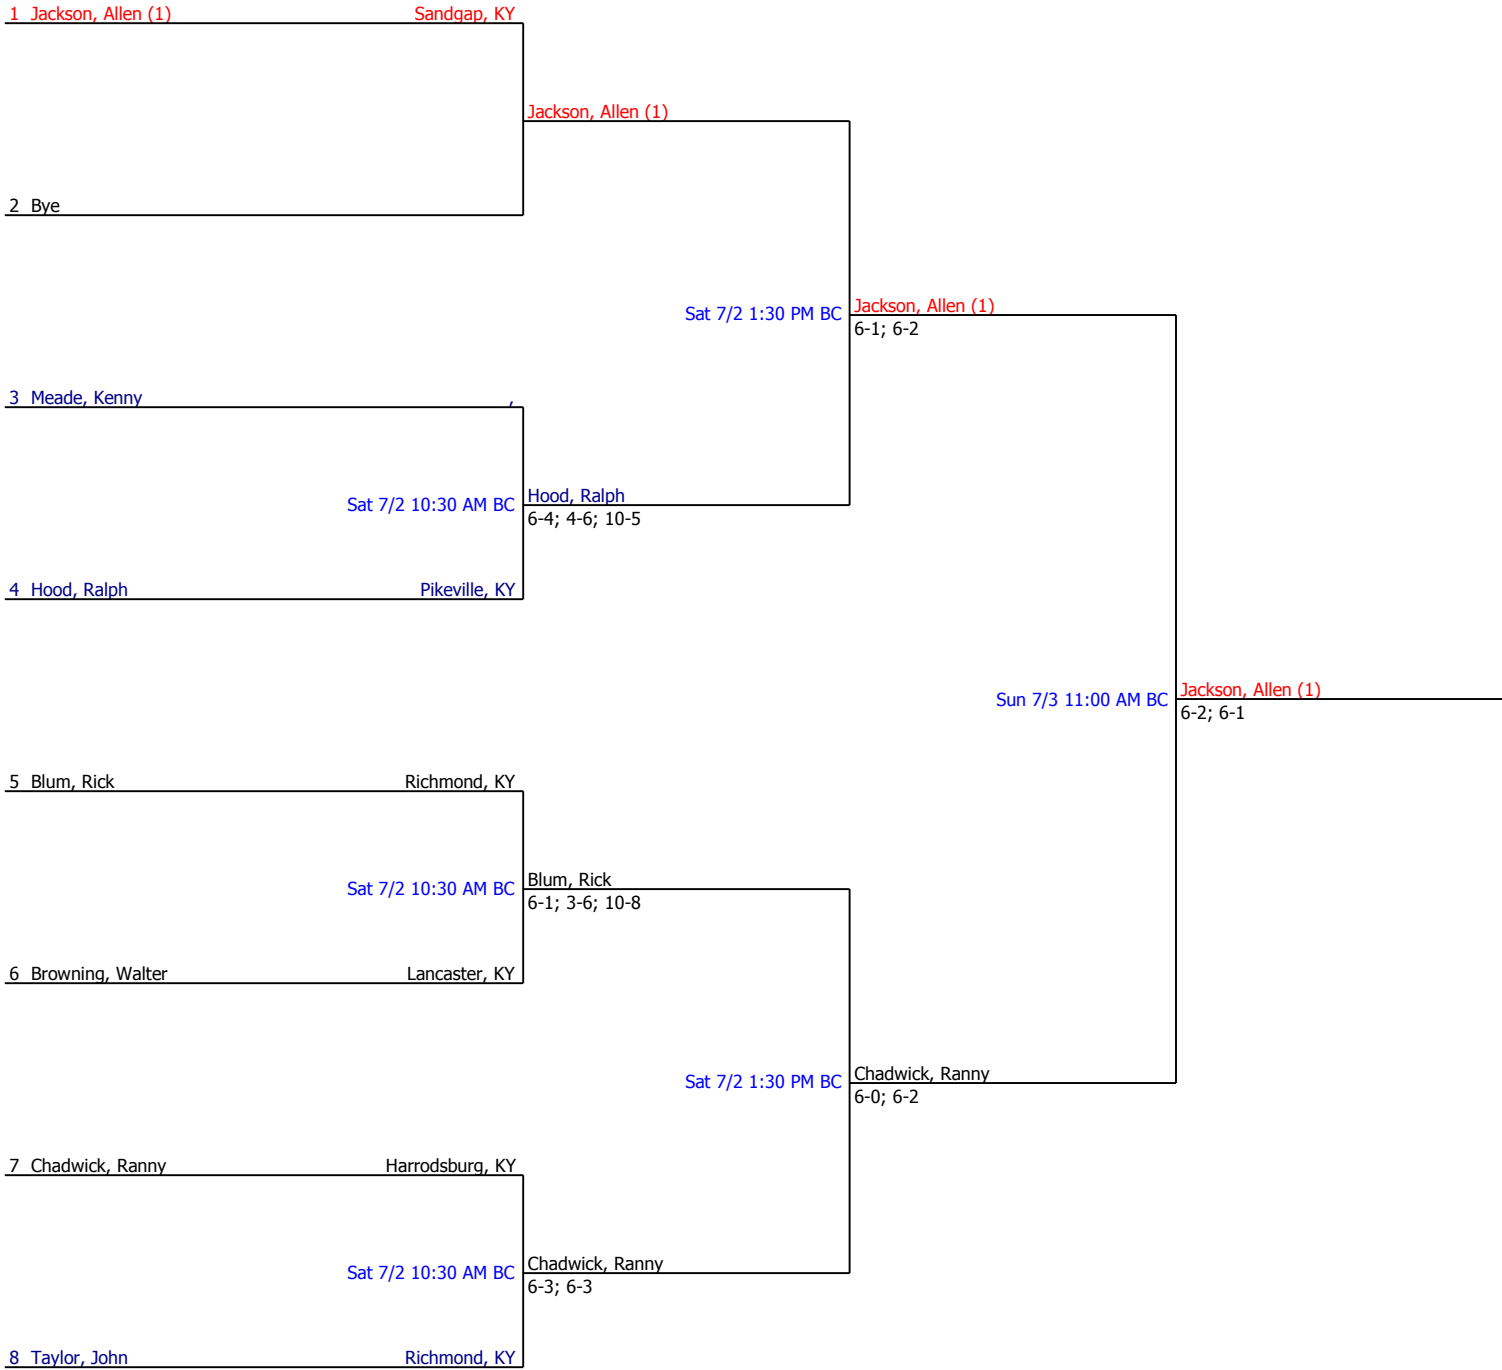 1 Jackson, Allen (1) Sandgap, KY
Jackson, Allen (1)
2 Bye
Sat 7/2 1:30 PM BC Jackson, Allen (1)
6-1; 6-2
3 Meade, Kenny ,
Sat 7/2 10:30 AM BC Hood, Ralph
6-4; 4-6; 10-5
4 Hood, Ralph Pikeville, KY
Sun 7/3 11:00 AM BC Jackson, Allen (1)
6-2; 6-1
5 Blum, Rick Richmond, KY
Sat 7/2 10:30 AM BC Blum, Rick
6-1; 3-6; 10-8
6 Browning, Walter Lancaster, KY
Sat 7/2 1:30 PM BC Chadwick, Ranny
6-0; 6-2
7 Chadwick, Ranny Harrodsburg, KY
Sat 7/2 10:30 AM BC Chadwick, Ranny
6-3; 6-3
8 Taylor, John Richmond, KY